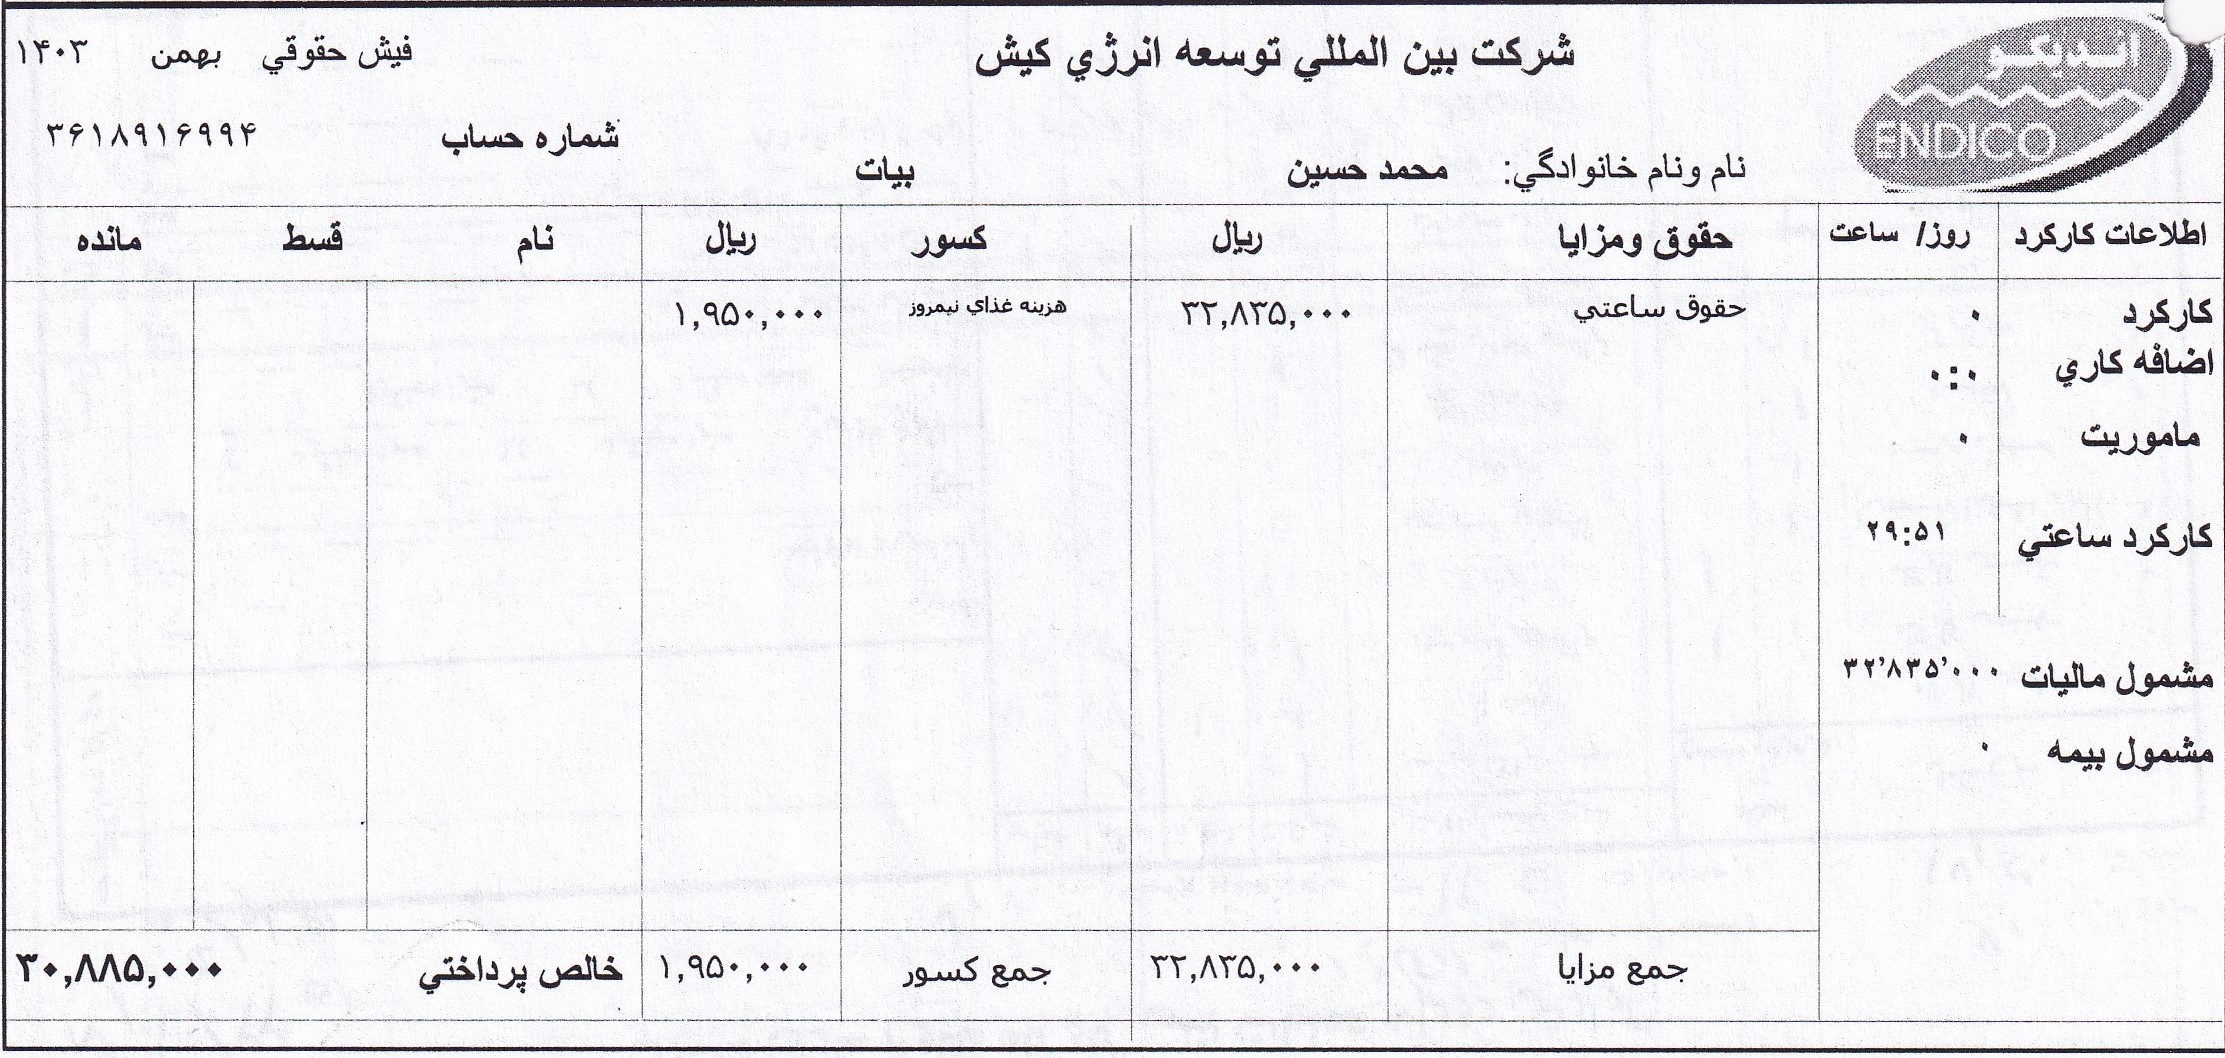 انديکو
ENDICO
شرکت بين المللي توسعه انرژي کيش
فيش حقوقي بهمن ۱۴۰۳
شماره حساب ۳۶۱۸۹۱۶۹۹۴
نام ونام خانوادگي: محمد حسين بيات
اطلاعات کارکرد روز/ ساعت حقوق ومزايا ريال کسور ريال نام قسط مانده
کارکرد ۰ حقوق ساعتي ۳۲,۸۳۵,۰۰۰ هزينه غذاي نيمروز ۱,۹۵۰,۰۰۰
اضافه کاري ۰:۰
ماموريت ۰
کارکرد ساعتي ۲۹:۵۱
مشمول ماليات ۳۲'۸۳۵'۰۰۰
مشمول بيمه ۰
جمع مزايا ۳۲,۸۳۵,۰۰۰ جمع کسور ۱,۹۵۰,۰۰۰ خالص پرداختي ۳۰,۸۸۵,۰۰۰